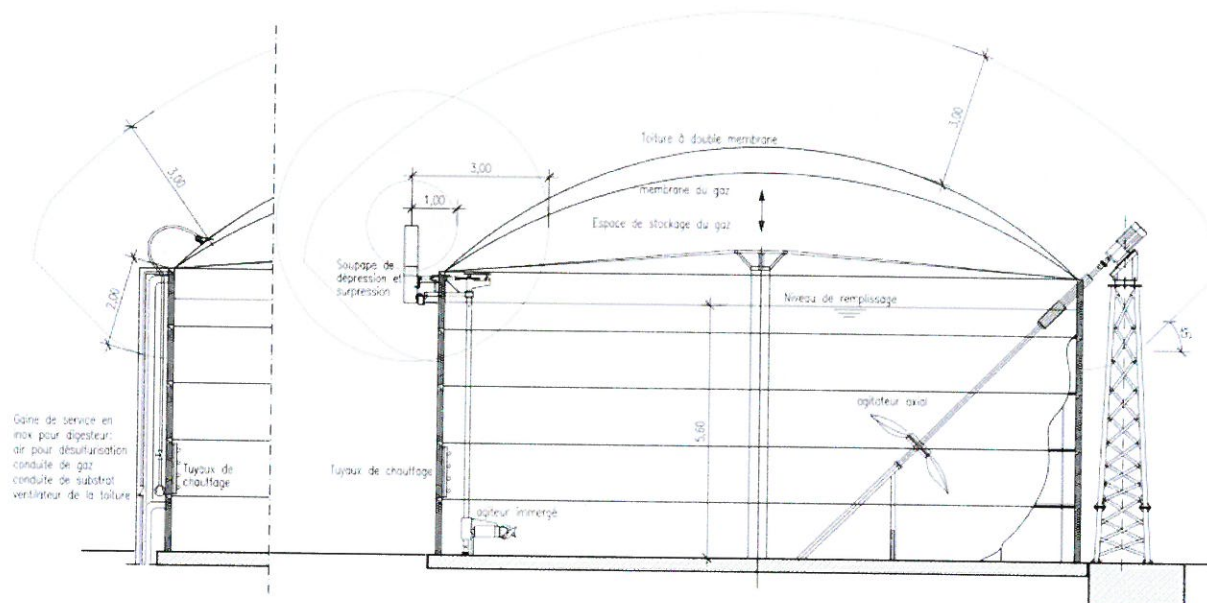 3,00
2,00
Gaine de service en
inox pour digesteur:
air pour désulfurisation
conduite de gaz
conduite de substrat
ventilateur de la toiture
Tuyaux de
chauffage
3,00
1,00
Soupape de
dépression et
surpression
Toiture à double membrane
membrane du gaz
Espace de stockage du gaz
3,00
Niveau de remplissage
45°
agitateur axial
5,60
Tuyaux de chauffage
agiteur immergé